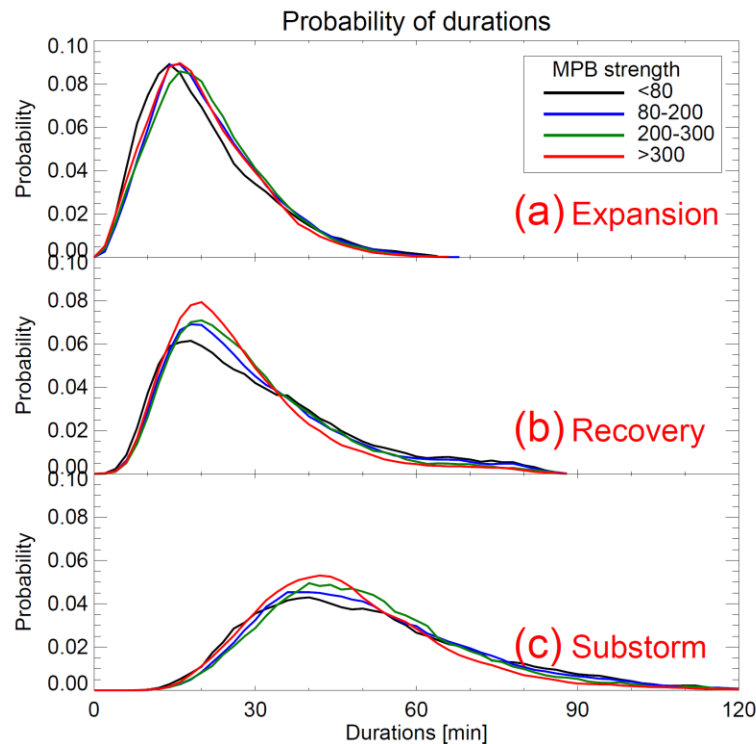 Probability of durations
0.10
0.08
0.06
0.04
0.02
0.00
Probability
MPB strength
<80
80-200
200-300
>300
(a) Expansion
0.10
0.08
0.06
0.04
0.02
0.00
Probability
(b) Recovery
0.10
0.08
0.06
0.04
0.02
0.00
Probability
(c) Substorm
0 30 60 90 120
Durations [min]